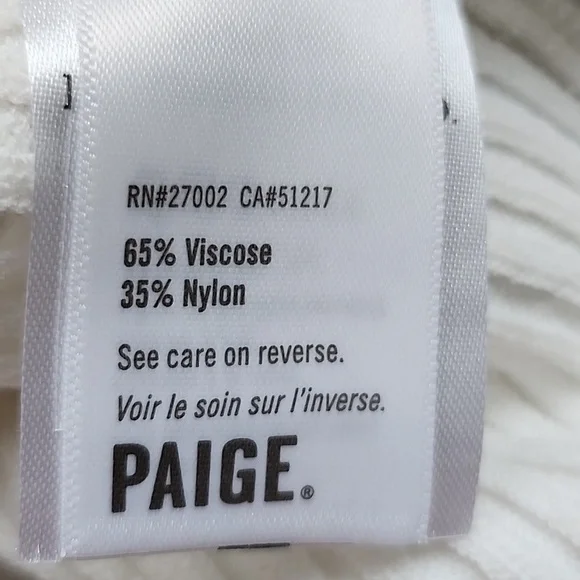 RN#27002 CA#51217
65% Viscose
35% Nylon
See care on reverse.
Voir le soin sur l'inverse.
PAIGE®